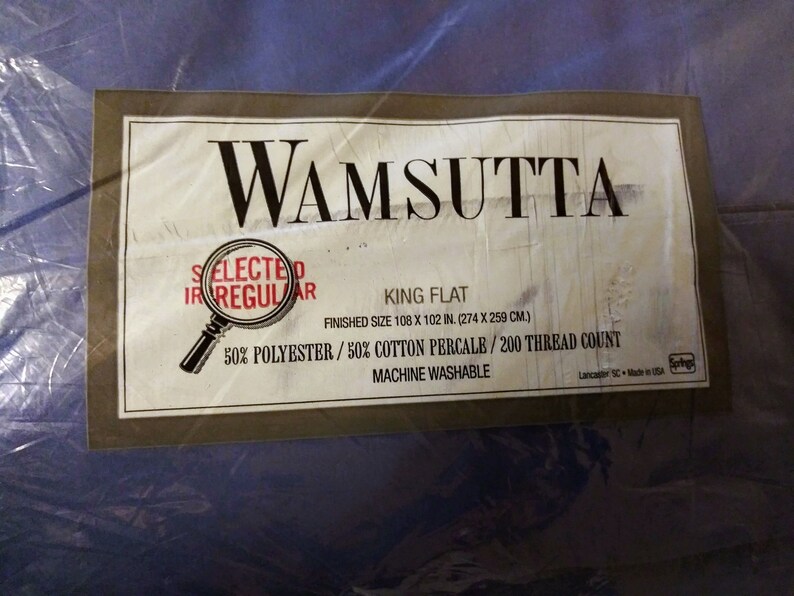 WAMSUTTA
SELECTED
IRREGULAR
KING FLAT
FINISHED SIZE 108 X 102 IN. (274 X 259 CM.)
50% POLYESTER / 50% COTTON PERCALE / 200 THREAD COUNT
MACHINE WASHABLE
Lancaster, SC • Made in USA
Springs